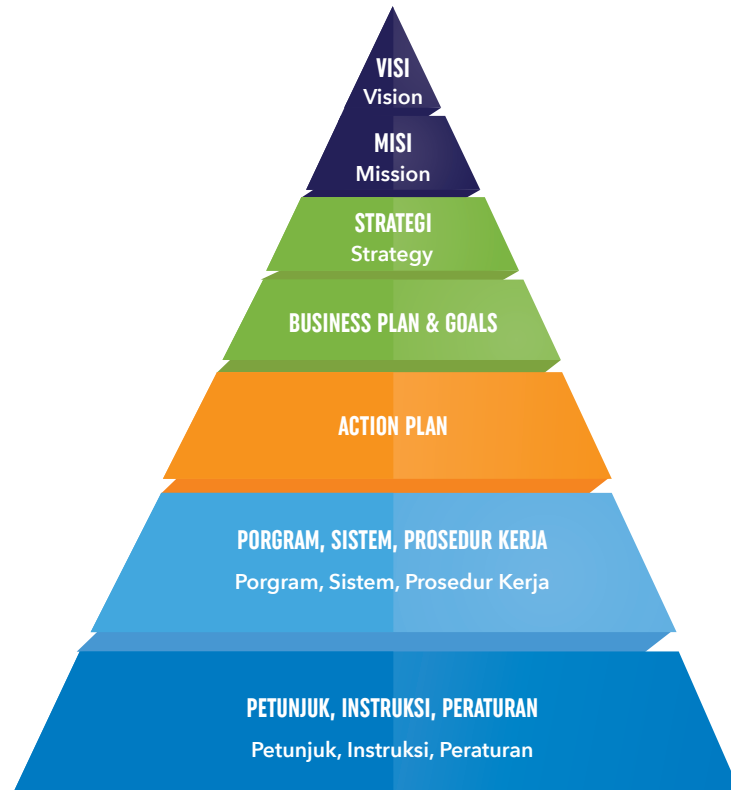 VISI
Vision
MISI
Mission
STRATEGI
Strategy
BUSINESS PLAN & GOALS
ACTION PLAN
PORGRAM, SISTEM, PROSEDUR KERJA
Porgram, Sistem, Prosedur Kerja
PETUNJUK, INSTRUKSI, PERATURAN
Petunjuk, Instruksi, Peraturan